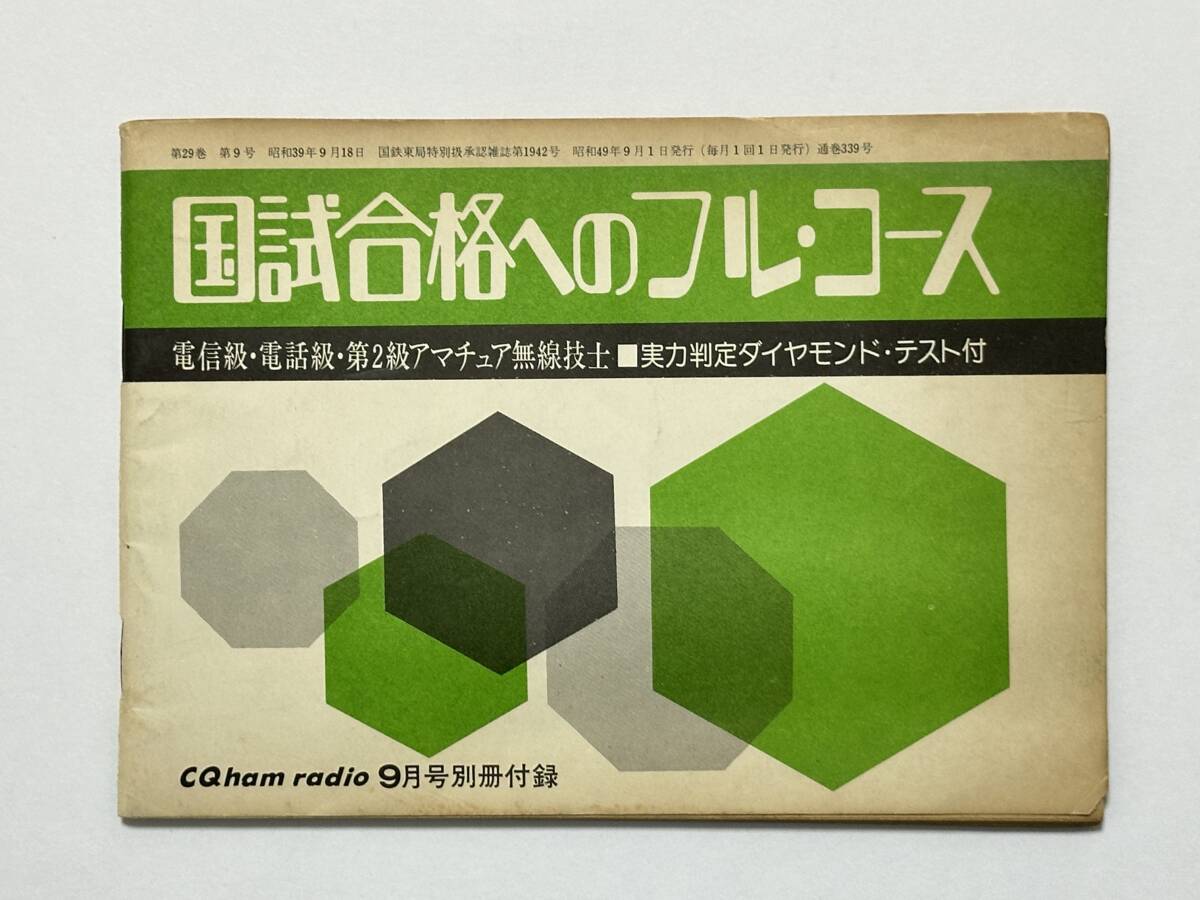 第29巻 第9号 昭和39年9月18日 国鉄東局特別扱承認雑誌第1942号 昭和49年9月1日発行(毎月1回1日発行)通巻339号
国試合格へのフル・コース
電信級・電話級・第2級アマチュア無線技士■実力判定ダイヤモンド・テスト付
CQ ham radio 9月号別冊付録